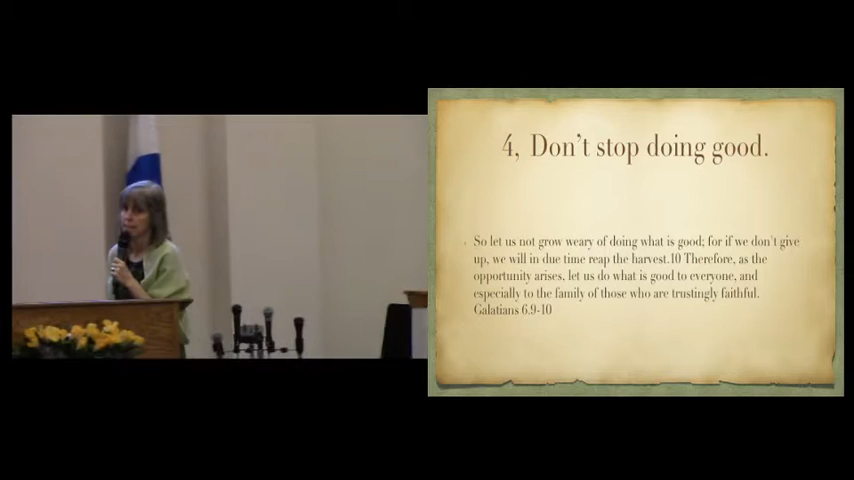 4, Don't stop doing good.
So let us not grow weary of doing what is good; for if we don't give
up, we will in due time reap the harvest.10 Therefore, as the
opportunity arises, let us do what is good to everyone, and
especially to the family of those who are trustingly faithful.
Galatians 6.9-10